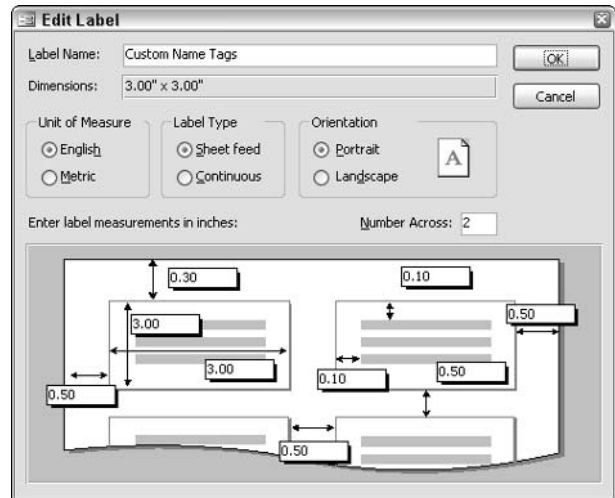 Edit Label
Label Name: Custom Name Tags
OK
Dimensions: 3.00" x 3.00"
Cancel
Unit of Measure
English
Metric
Label Type
Sheet feed
Continuous
Orientation
Portrait
Landscape
A
Enter label measurements in inches:
Number Across: 2
0.30
0.10
3.00
0.50
3.00
0.10
0.50
0.50
0.50